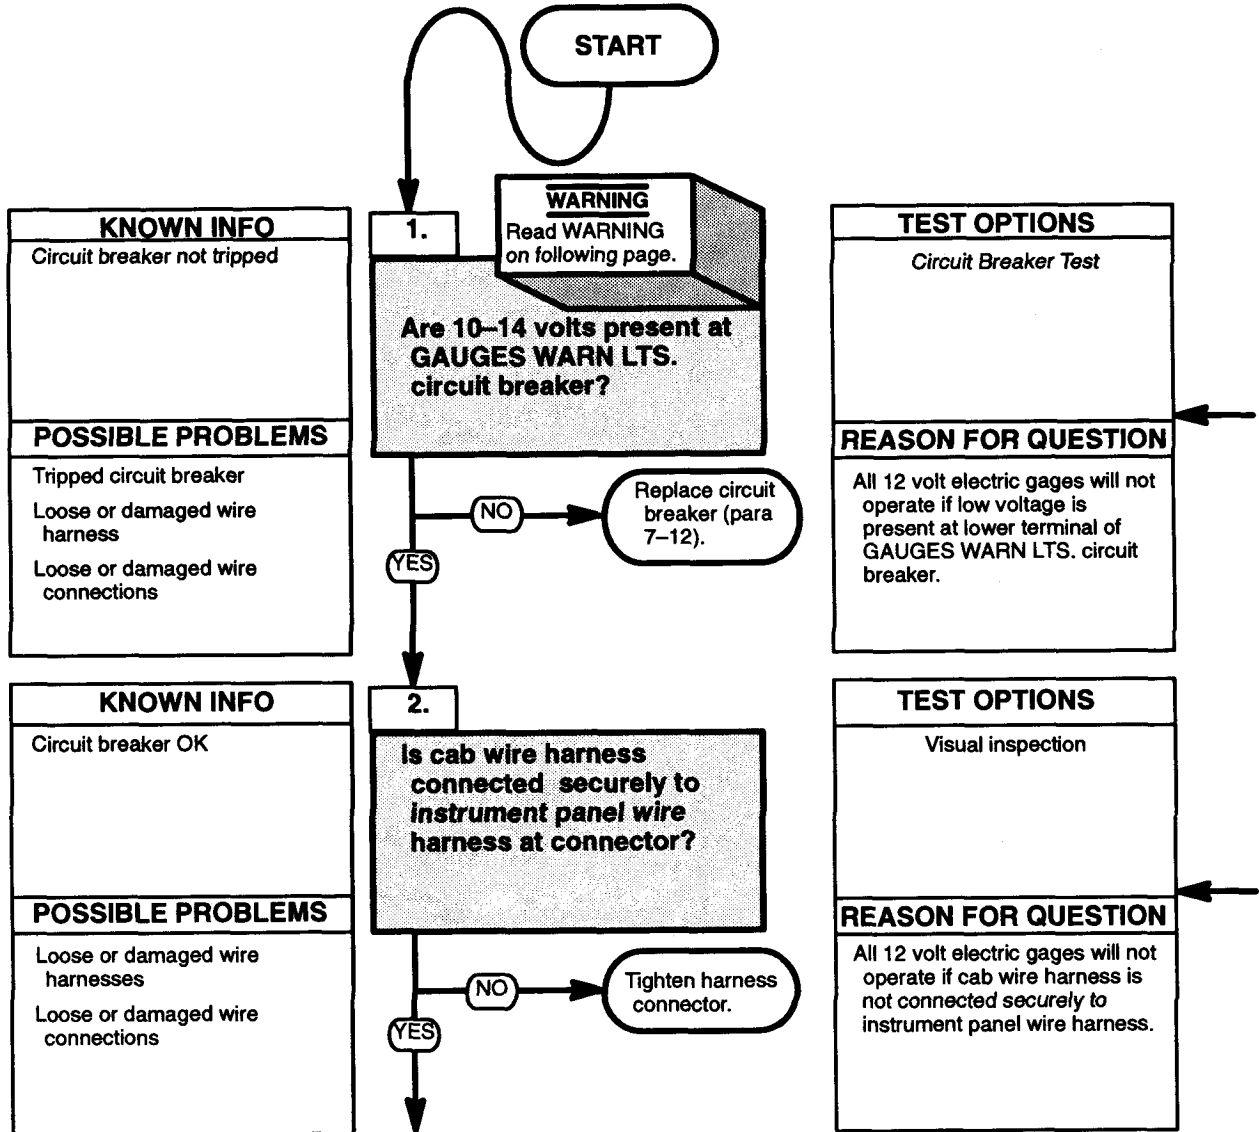 START
KNOWN INFO
Circuit breaker not tripped
POSSIBLE PROBLEMS
Tripped circuit breaker
Loose or damaged wire
harness
Loose or damaged wire
connections
1.
WARNING
Read WARNING
on following page.
Are 10–14 volts present at
GAUGES WARN LTS.
circuit breaker?
NO
Replace circuit
breaker (para
7–12).
YES
TEST OPTIONS
Circuit Breaker Test
REASON FOR QUESTION
All 12 volt electric gages will not
operate if low voltage is
present at lower terminal of
GAUGES WARN LTS. circuit
breaker.
KNOWN INFO
Circuit breaker OK
POSSIBLE PROBLEMS
Loose or damaged wire
harnesses
Loose or damaged wire
connections
2.
Is cab wire harness
connected securely to
instrument panel wire
harness at connector?
NO
Tighten harness
connector.
YES
TEST OPTIONS
Visual inspection
REASON FOR QUESTION
All 12 volt electric gages will not
operate if cab wire harness is
not connected securely to
instrument panel wire harness.